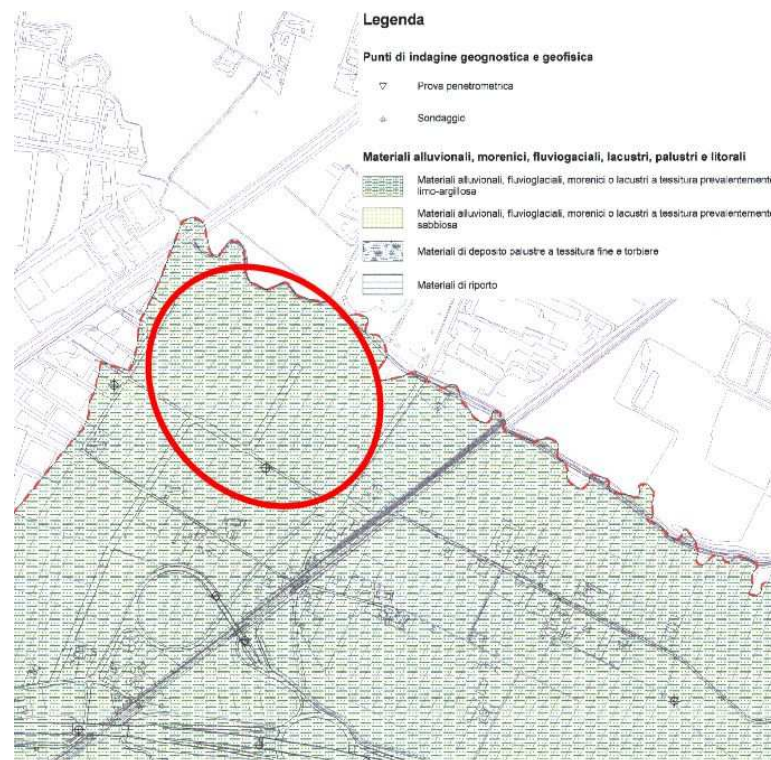 Legenda
Punti di indagine geognostica e geofisica
Prova penetrometrica
Sondaggio
Materiali alluvionali, morenici, fluviogaciali, lacustri, palustri e litorali
Materiali alluvionali, fluvioglaciali, morenici o lacustri a tessitura prevalentemente
limo-argillosa
Materiali alluvionali, fluvioglaciali, morenici o lacustri a tessitura prevalentemente
sabbiosa
Materiali di deposito palustre a tessitura fine e torbiere
Materiali di riporto